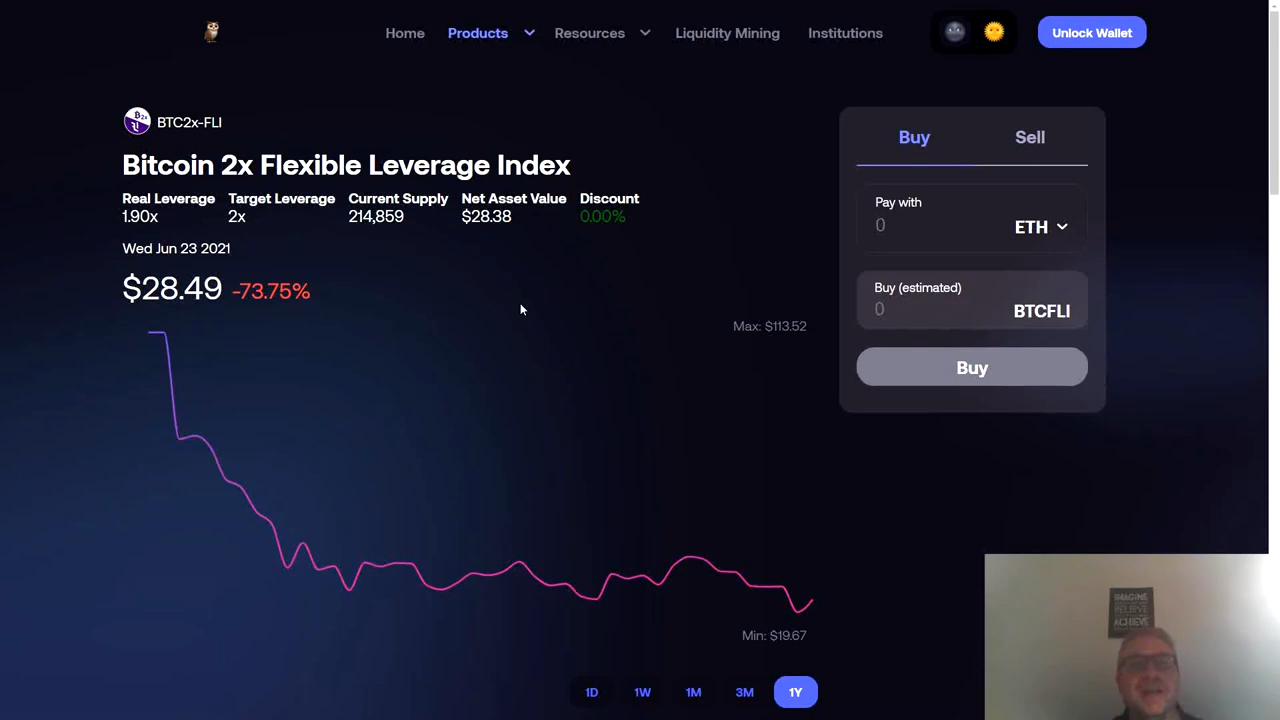 Home Products Resources Liquidity Mining Institutions Unlock Wallet
BTC2x-FLI
Bitcoin 2x Flexible Leverage Index
Real Leverage Target Leverage Current Supply Net Asset Value Discount
1.90x 2x 214,859 $28.38 0.00%
Wed Jun 23 2021
$28.49 -73.75%
Max: $113.52
Min: $19.67
1D 1W 1M 3M 1Y
Buy Sell
Pay with
0 ETH
Buy (estimated)
0 BTCFLI
Buy
IMAGINE
BELIEVE
ACHIEVE